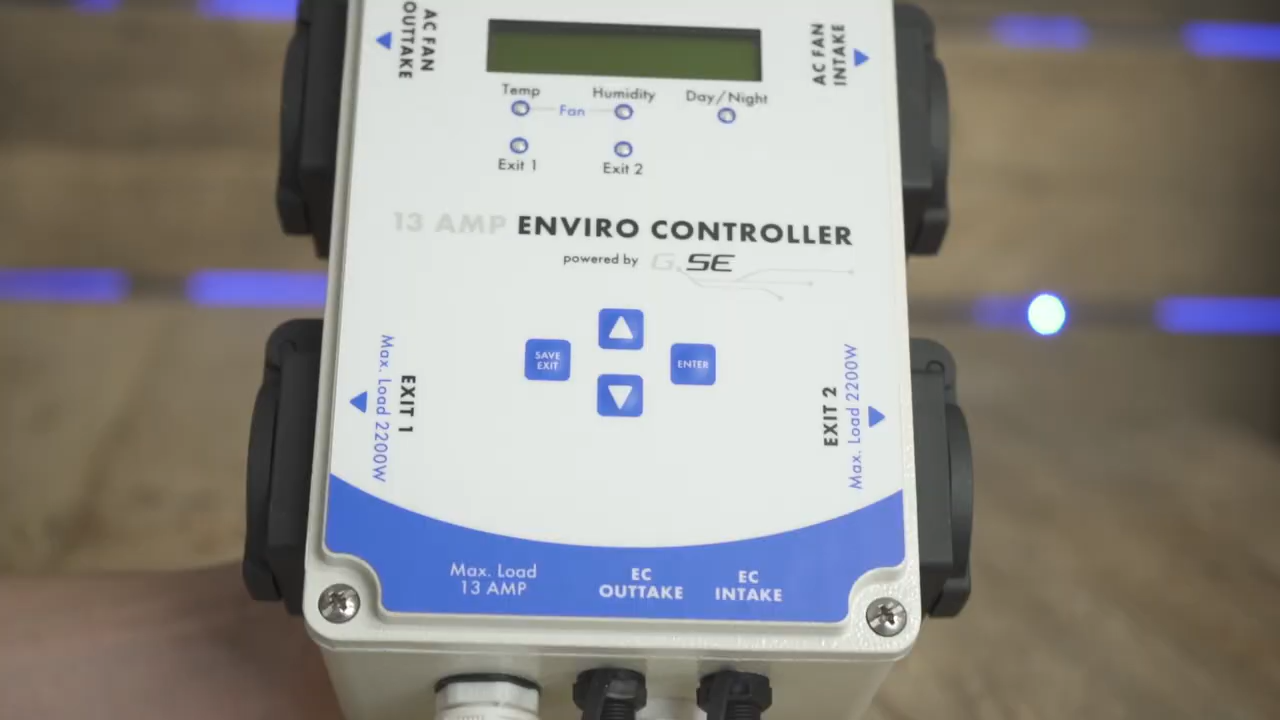 AC FAN
OUTTAKE
AC FAN
INTAKE
Temp
Humidity
Day/Night
Fan
Exit 1
Exit 2
13 AMP ENVIRO CONTROLLER
powered by G.SE
SAVE
EXIT
ENTER
EXIT 1
Max. Load 2200W
EXIT 2
Max. Load 2200W
Max. Load
13 AMP
EC
OUTTAKE
EC
INTAKE